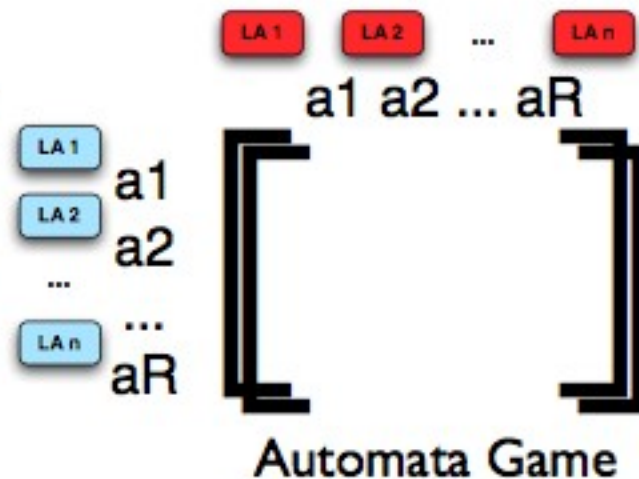 LA 1 LA 2 ... LA n
a1 a2 ... aR
LA 1
a1
LA 2
a2
...
...
LA n
aR
Automata Game